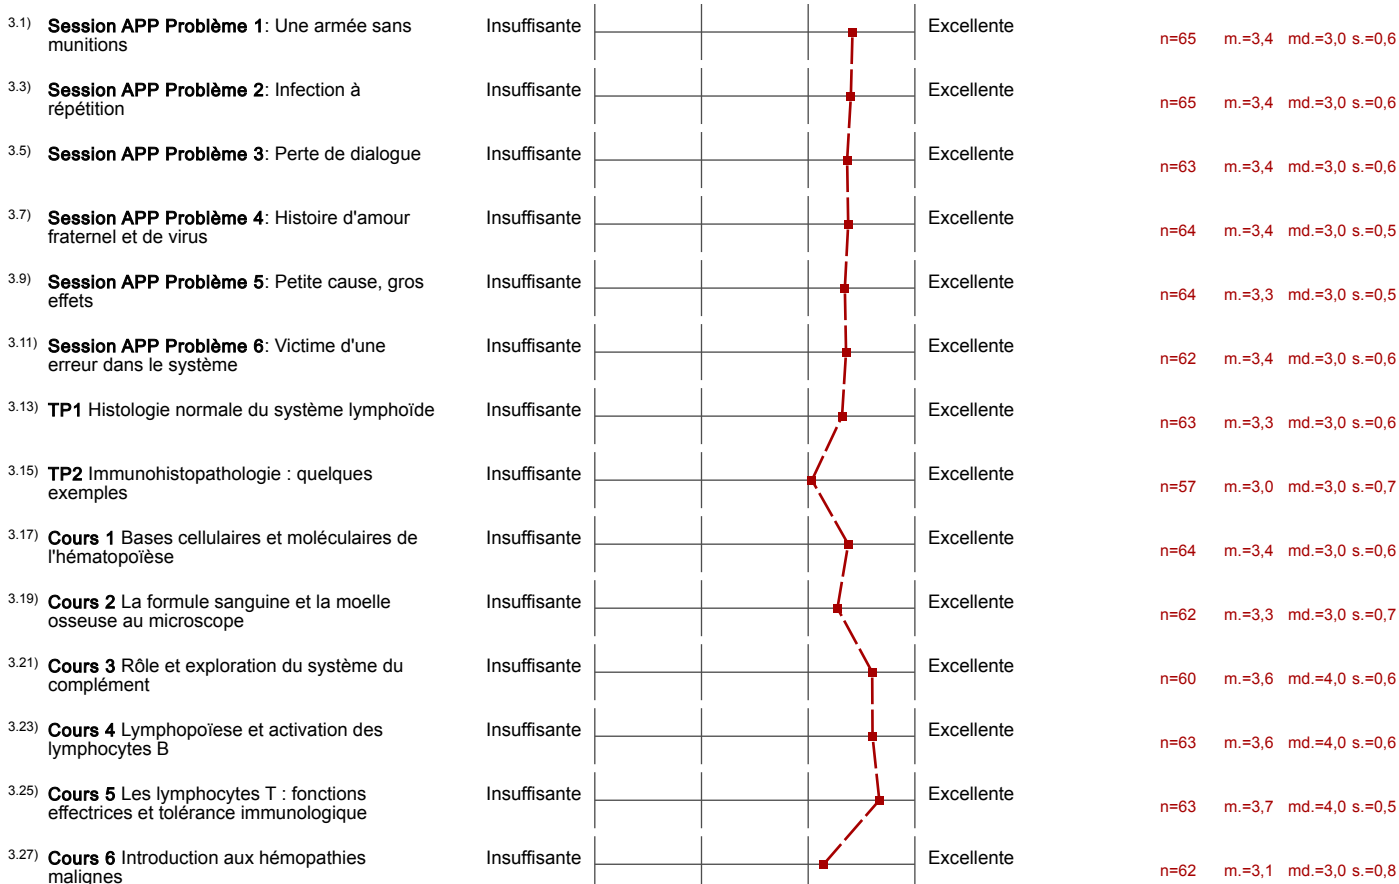 3.1) Session APP Problème 1: Une armée sans
munitions
Insuffisante
Excellente
n=65 m.=3,4 md.=3,0 s.=0,6
3.3) Session APP Problème 2: Infection à
répétition
Insuffisante
Excellente
n=65 m.=3,4 md.=3,0 s.=0,6
3.5) Session APP Problème 3: Perte de dialogue
Insuffisante
Excellente
n=63 m.=3,4 md.=3,0 s.=0,6
3.7) Session APP Problème 4: Histoire d'amour
fraternel et de virus
Insuffisante
Excellente
n=64 m.=3,4 md.=3,0 s.=0,5
3.9) Session APP Problème 5: Petite cause, gros
effets
Insuffisante
Excellente
n=64 m.=3,3 md.=3,0 s.=0,5
3.11) Session APP Problème 6: Victime d'une
erreur dans le système
Insuffisante
Excellente
n=62 m.=3,4 md.=3,0 s.=0,6
3.13) TP1 Histologie normale du système lymphoïde
Insuffisante
Excellente
n=63 m.=3,3 md.=3,0 s.=0,6
3.15) TP2 Immunohistopathologie : quelques
exemples
Insuffisante
Excellente
n=57 m.=3,0 md.=3,0 s.=0,7
3.17) Cours 1 Bases cellulaires et moléculaires de
l'hématopoïèse
Insuffisante
Excellente
n=64 m.=3,4 md.=3,0 s.=0,6
3.19) Cours 2 La formule sanguine et la moelle
osseuse au microscope
Insuffisante
Excellente
n=62 m.=3,3 md.=3,0 s.=0,7
3.21) Cours 3 Rôle et exploration du système du
complément
Insuffisante
Excellente
n=60 m.=3,6 md.=4,0 s.=0,6
3.23) Cours 4 Lymphopoïese et activation des
lymphocytes B
Insuffisante
Excellente
n=63 m.=3,6 md.=4,0 s.=0,6
3.25) Cours 5 Les lymphocytes T : fonctions
effectrices et tolérance immunologique
Insuffisante
Excellente
n=63 m.=3,7 md.=4,0 s.=0,5
3.27) Cours 6 Introduction aux hémopathies
malignes
Insuffisante
Excellente
n=62 m.=3,1 md.=3,0 s.=0,8